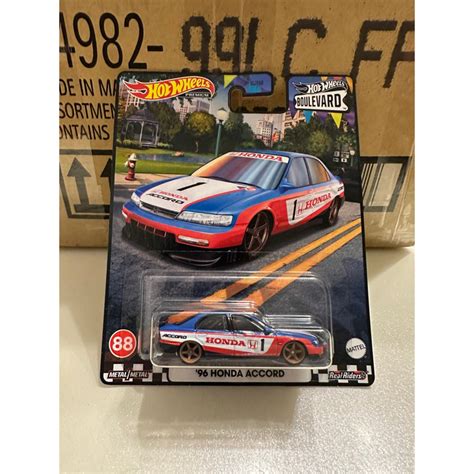 4982-99LC FF
DE IN MA
SORTMEN
ONTAINS
Hot Wheels
PREMIUM
Hot Wheels
BOULEVARD
HONDA
1
ACCORD
1 HONDA
ACCORD
HONDA
1
88
'96 HONDA ACCORD
MATTEL
METAL/METAL
Real Riders